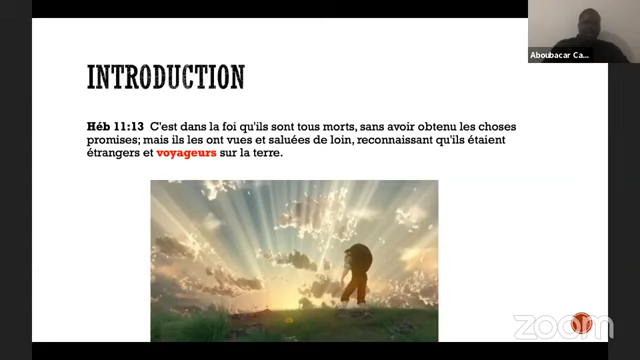 Aboubacar Ca...
INTRODUCTION
Héb 11:13 C'est dans la foi qu'ils sont tous morts, sans avoir obtenu les choses
promises; mais ils les ont vues et saluées de loin, reconnaissant qu'ils étaient
étrangers et voyageurs sur la terre.
zoom